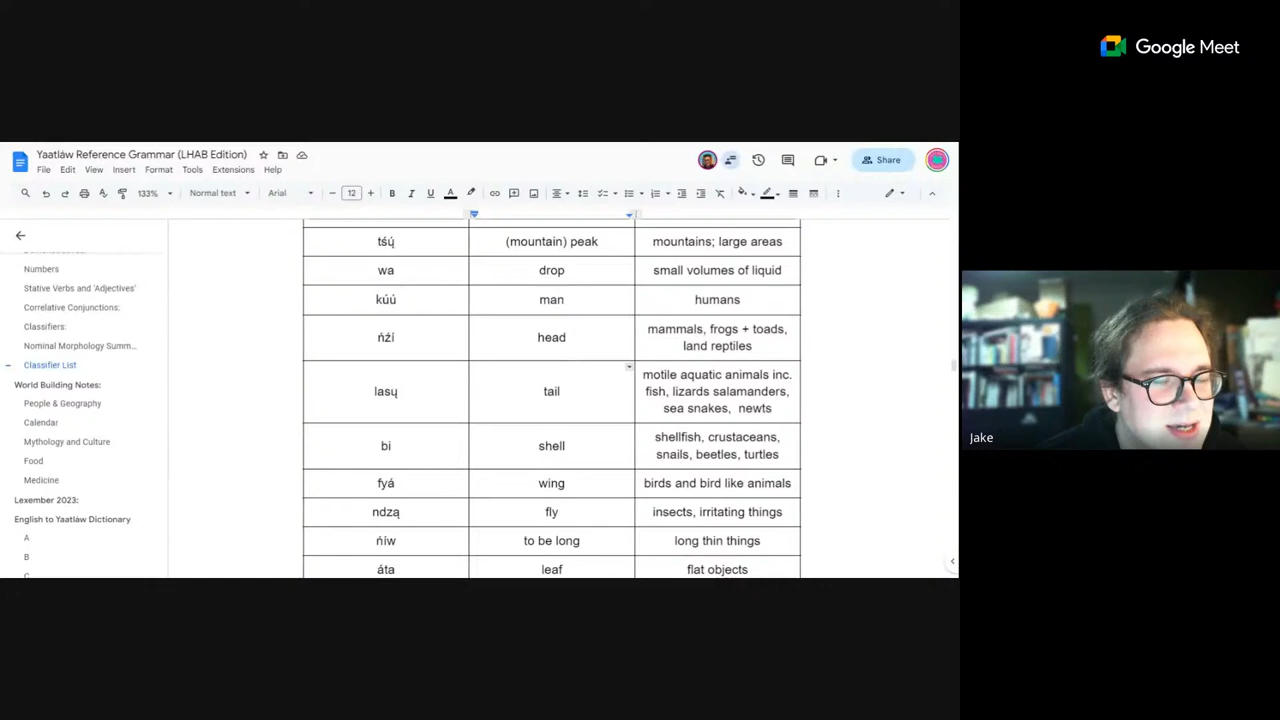 Google Meet
Yaatláw Reference Grammar (LHAB Edition)
File Edit View Insert Format Tools Extensions Help
Share
133% Normal text Arial 12
Numbers
Stative Verbs and 'Adjectives'
Correlative Conjunctions:
Classifiers:
Nominal Morphology Summ...
Classifier List
World Building Notes:
People & Geography
Calendar
Mythology and Culture
Food
Medicine
Lexember 2023:
English to Yaatláw Dictionary
A
B
C
tśų́ (mountain) peak mountains; large areas
wa drop small volumes of liquid
kúú man humans
ńźí head mammals, frogs + toads,
land reptiles
lasų tail motile aquatic animals inc.
fish, lizards salamanders,
sea snakes, newts
bi shell shellfish, crustaceans,
snails, beetles, turtles
fyá wing birds and bird like animals
ndzą fly insects, irritating things
ńíw to be long long thin things
áta leaf flat objects
Jake